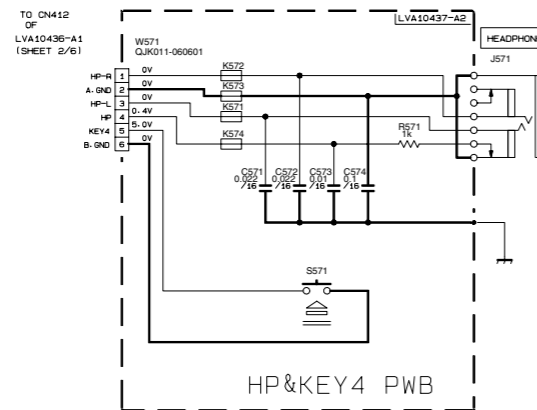 TO CN412
OF
LVA10436-A1
(SHEET 2/6)
LVA10437-A2
HEADPHON
W571
QJK011-060601
J571
HP-R 1 0V K572
A.GND 2 0V K573
HP-L 3 0V K571
HP 4 0.4V K574
KEY4 5 5.0V
B.GND 6 0V
R571
1k
C571 0.022 /16
C572 0.022 /16
C573 0.01 /16
C574 0.1 /16
S571
HP&KEY4 PWB